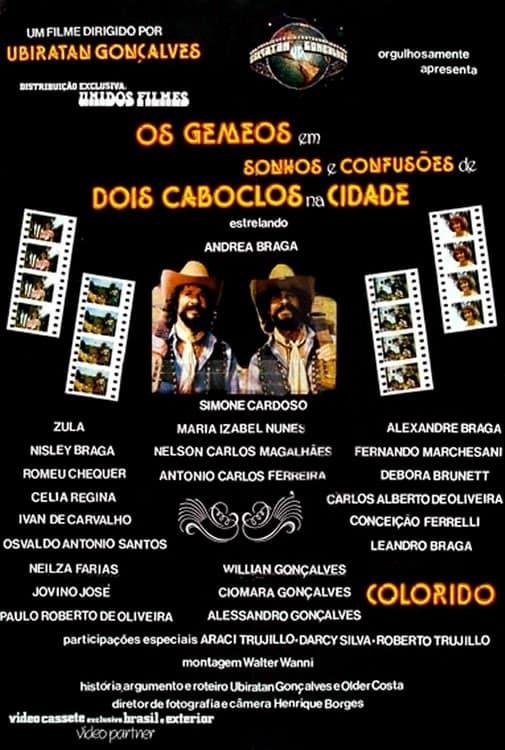 UM FILME DIRIGIDO POR
UBIRATAN GONÇALVES
UBIRATAN GONÇALVES
orgulhosamente
apresenta
DISTRIBUIÇÃO EXCLUSIVA.
UNIDOS FILMES
OS GEMEOS em
SONHOS e CONFUSÕES de
DOIS CABOCLOS na CIDADE
estrelando
ANDREA BRAGA
SIMONE CARDOSO
ZULA MARIA IZABEL NUNES ALEXANDRE BRAGA
NISLEY BRAGA NELSON CARLOS MAGALHÃES FERNANDO MARCHESANI
ROMEU CHEQUER ANTONIO CARLOS FERREIRA DEBORA BRUNETT
CELIA REGINA CARLOS ALBERTO DE OLIVEIRA
IVAN DE CARVALHO CONCEIÇÃO FERRELLI
OSVALDO ANTONIO SANTOS LEANDRO BRAGA
NEILZA FARIAS WILLIAN GONÇALVES
JOVINO JOSÉ CIOMARA GONÇALVES COLORIDO
PAULO ROBERTO DE OLIVEIRA ALESSANDRO GONÇALVES
participações especiais ARACI TRUJILLO·DARCY SILVA·ROBERTO TRUJILLO
montagem Walter Wanni
história,argumento e roteiro Ubiratan Gonçalves e Older Costa
diretor de fotografia e câmera Henrique Borges
video cassete exclusivo brasil e exterior
video partner